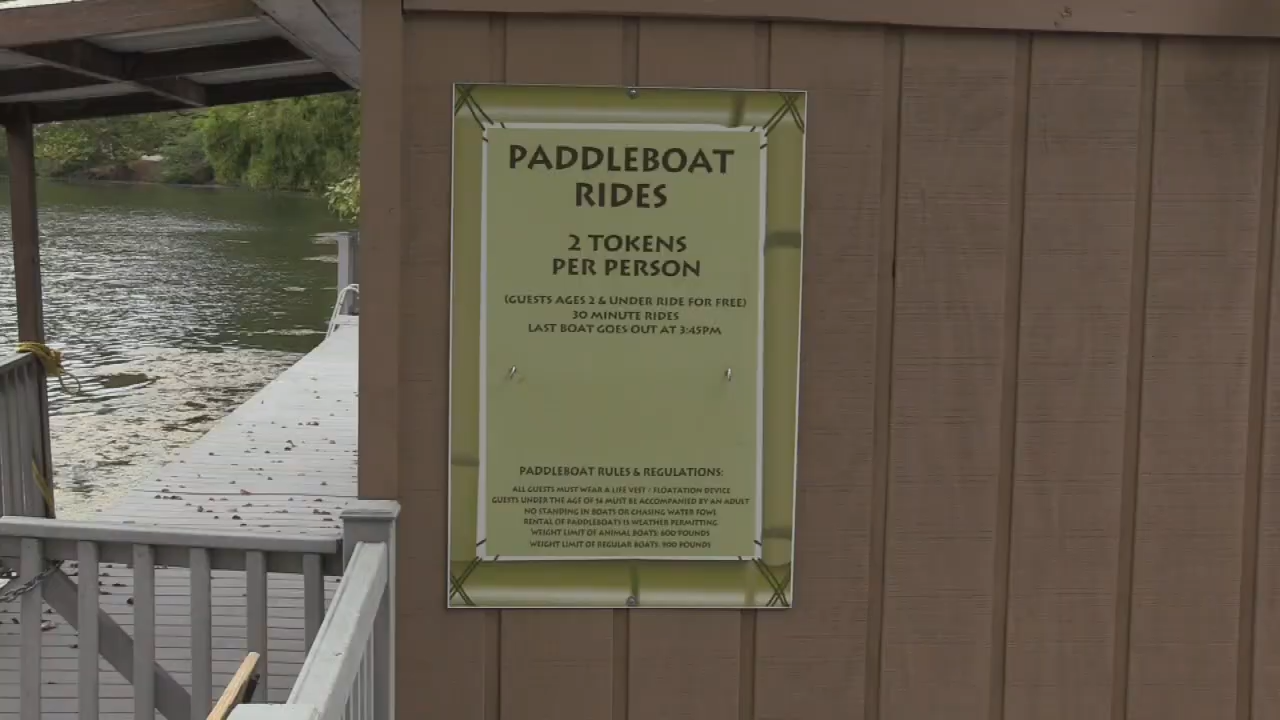 PADDLEBOAT
RIDES
2 TOKENS
PER PERSON
(GUESTS AGES 2 & UNDER RIDE FOR FREE)
30 MINUTE RIDES
LAST BOAT GOES OUT AT 3:45PM
PADDLEBOAT RULES & REGULATIONS:
ALL GUESTS MUST WEAR A LIFE VEST / FLOATATION DEVICE
GUESTS UNDER THE AGE OF 14 MUST BE ACCOMPANIED BY AN ADULT
NO STANDING IN BOATS OR CHASING WATER FOWL
RENTAL OF PADDLEBOATS IS WEATHER PERMITTING
WEIGHT LIMIT OF ANIMAL BOATS: 600 POUNDS
WEIGHT LIMIT OF REGULAR BOATS: 900 POUNDS